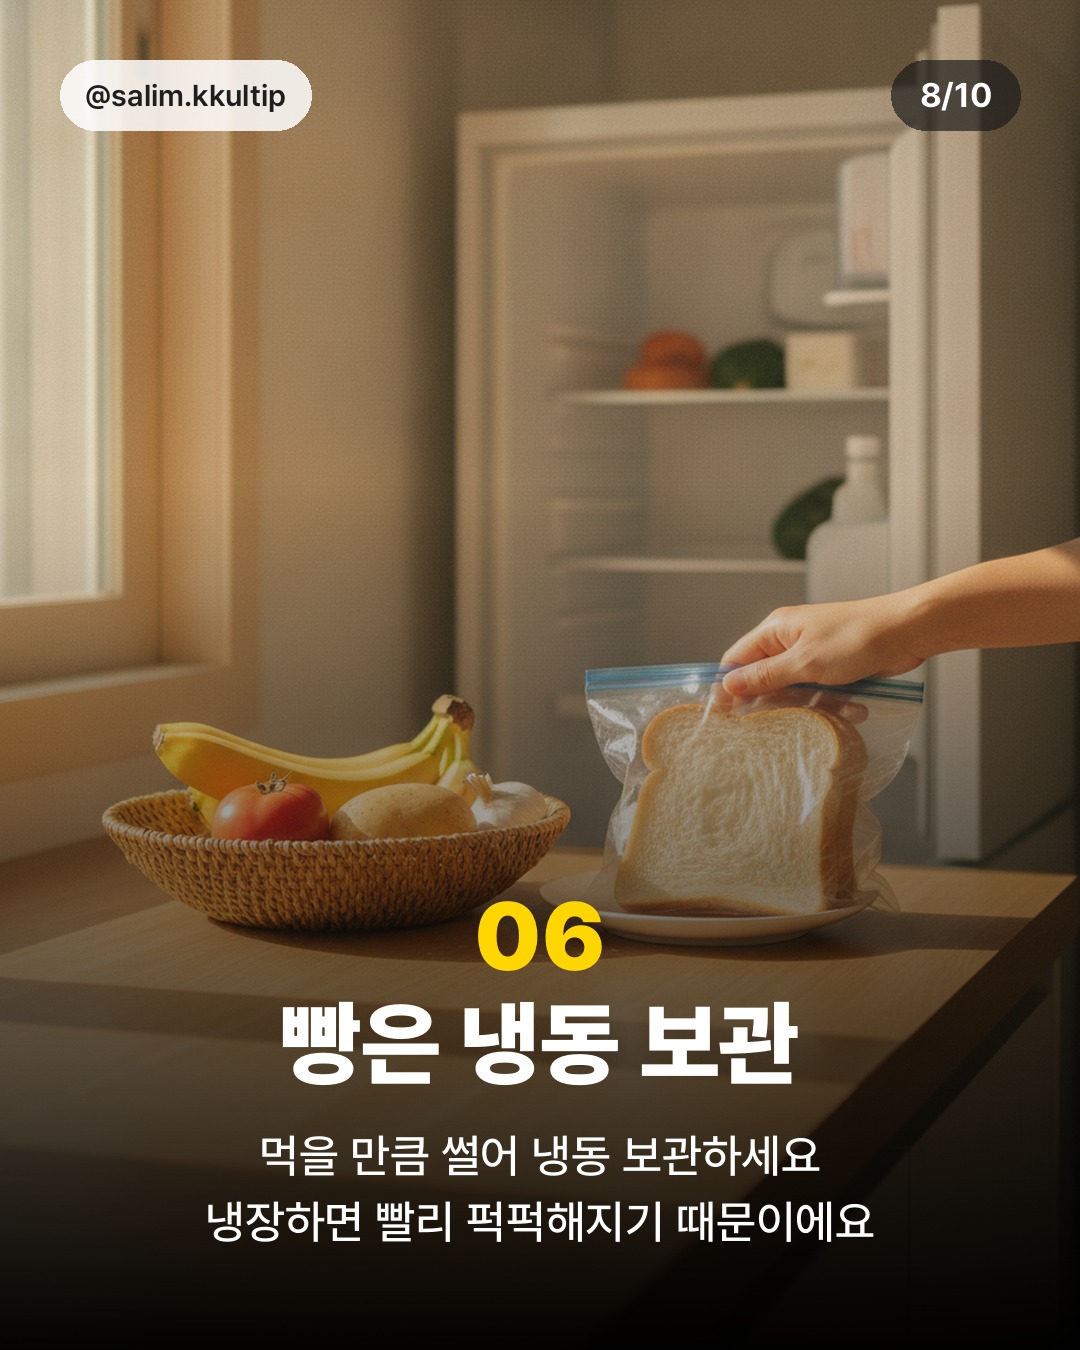 @salim.kkultip
8/10
06
빵은 냉동 보관
먹을 만큼 썰어 냉동 보관하세요
냉장하면 빨리 퍽퍽해지기 때문이에요